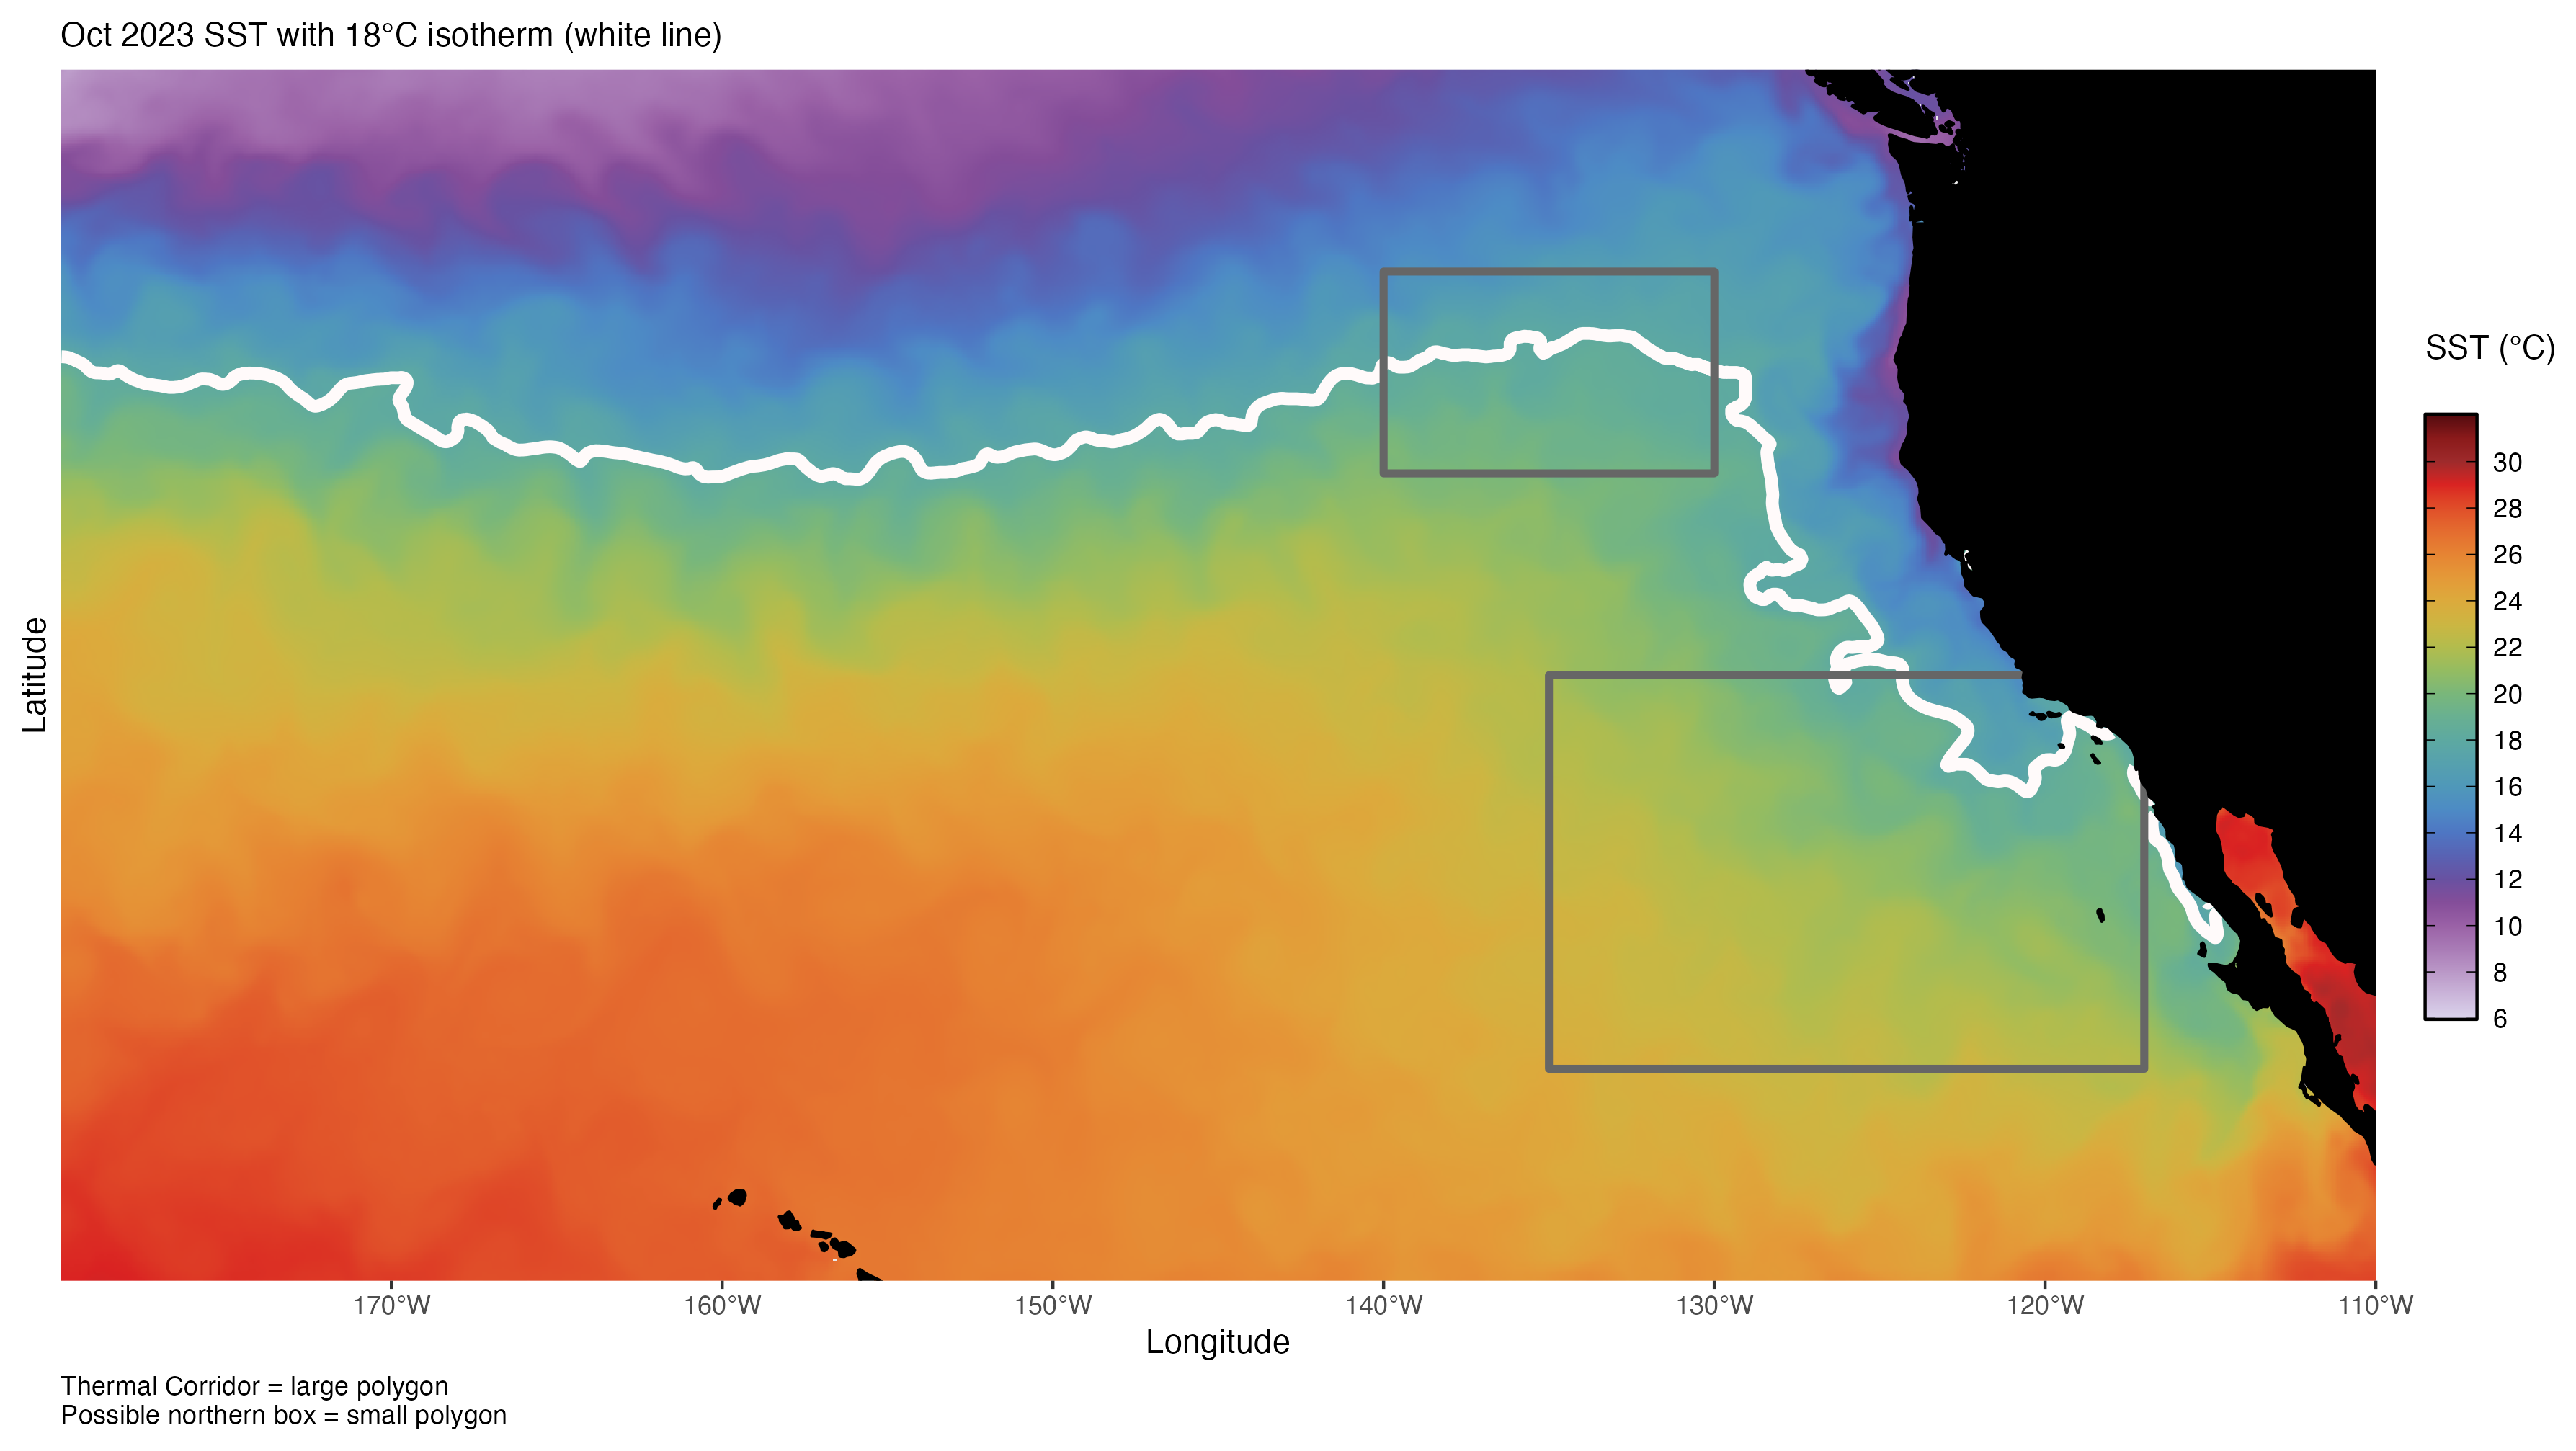 Oct 2023 SST with 18°C isotherm (white line)
SST (°C)
30
28
26
24
22
20
18
16
14
12
10
8
6
Latitude
170°W
160°W
150°W
140°W
130°W
120°W
110°W
Longitude
Thermal Corridor = large polygon
Possible northern box = small polygon